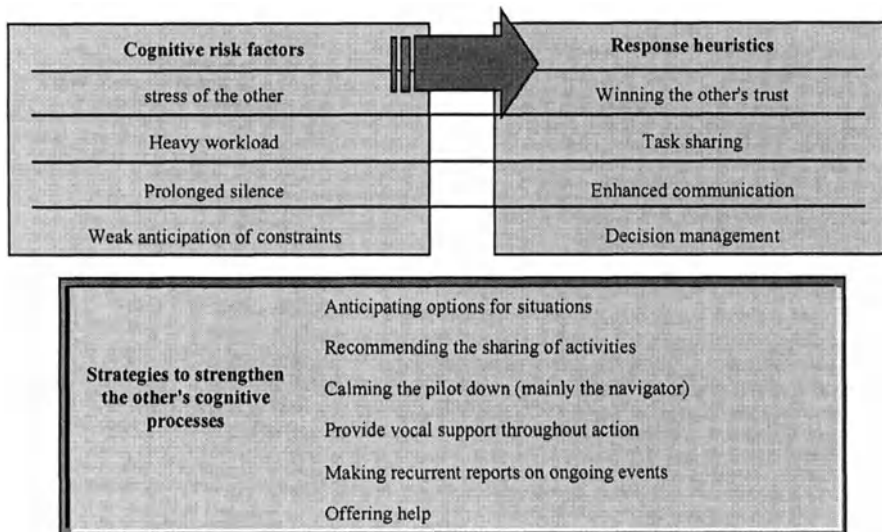 Cognitive risk factors
Response heuristics
stress of the other
Winning the other's trust
Heavy workload
Task sharing
Prolonged silence
Enhanced communication
Weak anticipation of constraints
Decision management
Strategies to strengthen
the other's cognitive
processes
Anticipating options for situations
Recommending the sharing of activities
Calming the pilot down (mainly the navigator)
Provide vocal support throughout action
Making recurrent reports on ongoing events
Offering help